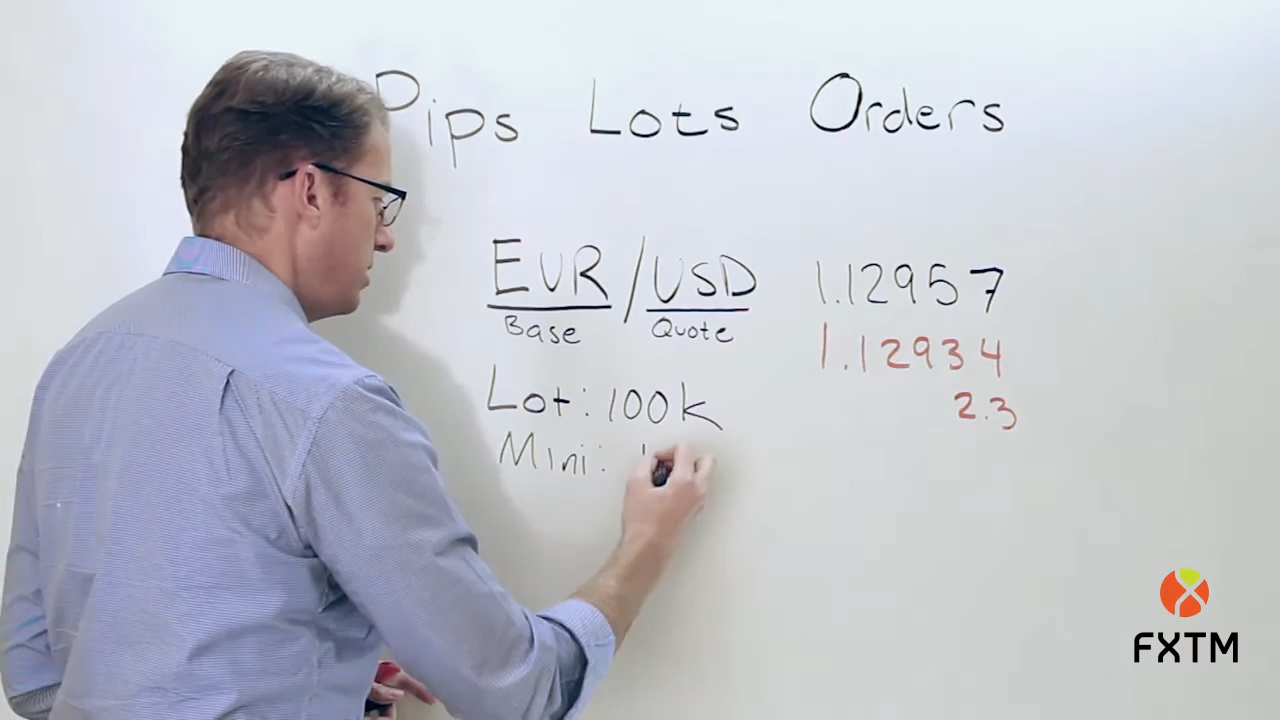 Pips Lots Orders
EUR/USD 1.12957
Base Quote
1.12934
Lot: 100k
2.3
Mini:
FXTM